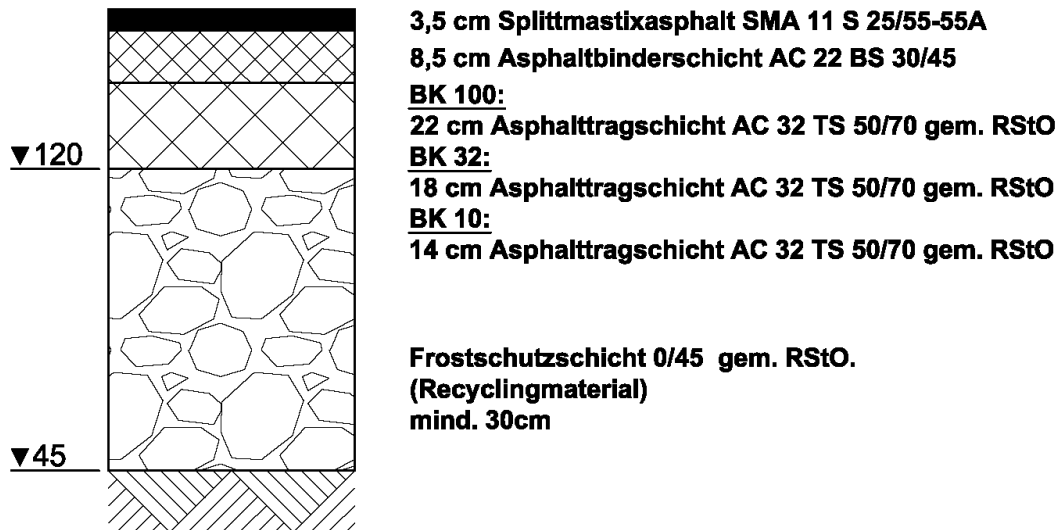 3,5 cm Splittmastixasphalt SMA 11 S 25/55-55A
8,5 cm Asphaltbinderschicht AC 22 BS 30/45
BK 100:
22 cm Asphalttragschicht AC 32 TS 50/70 gem. RStO
▼120
BK 32:
18 cm Asphalttragschicht AC 32 TS 50/70 gem. RStO
BK 10:
14 cm Asphalttragschicht AC 32 TS 50/70 gem. RStO
Frostschutzschicht 0/45 gem. RStO.
(Recyclingmaterial)
mind. 30cm
▼45